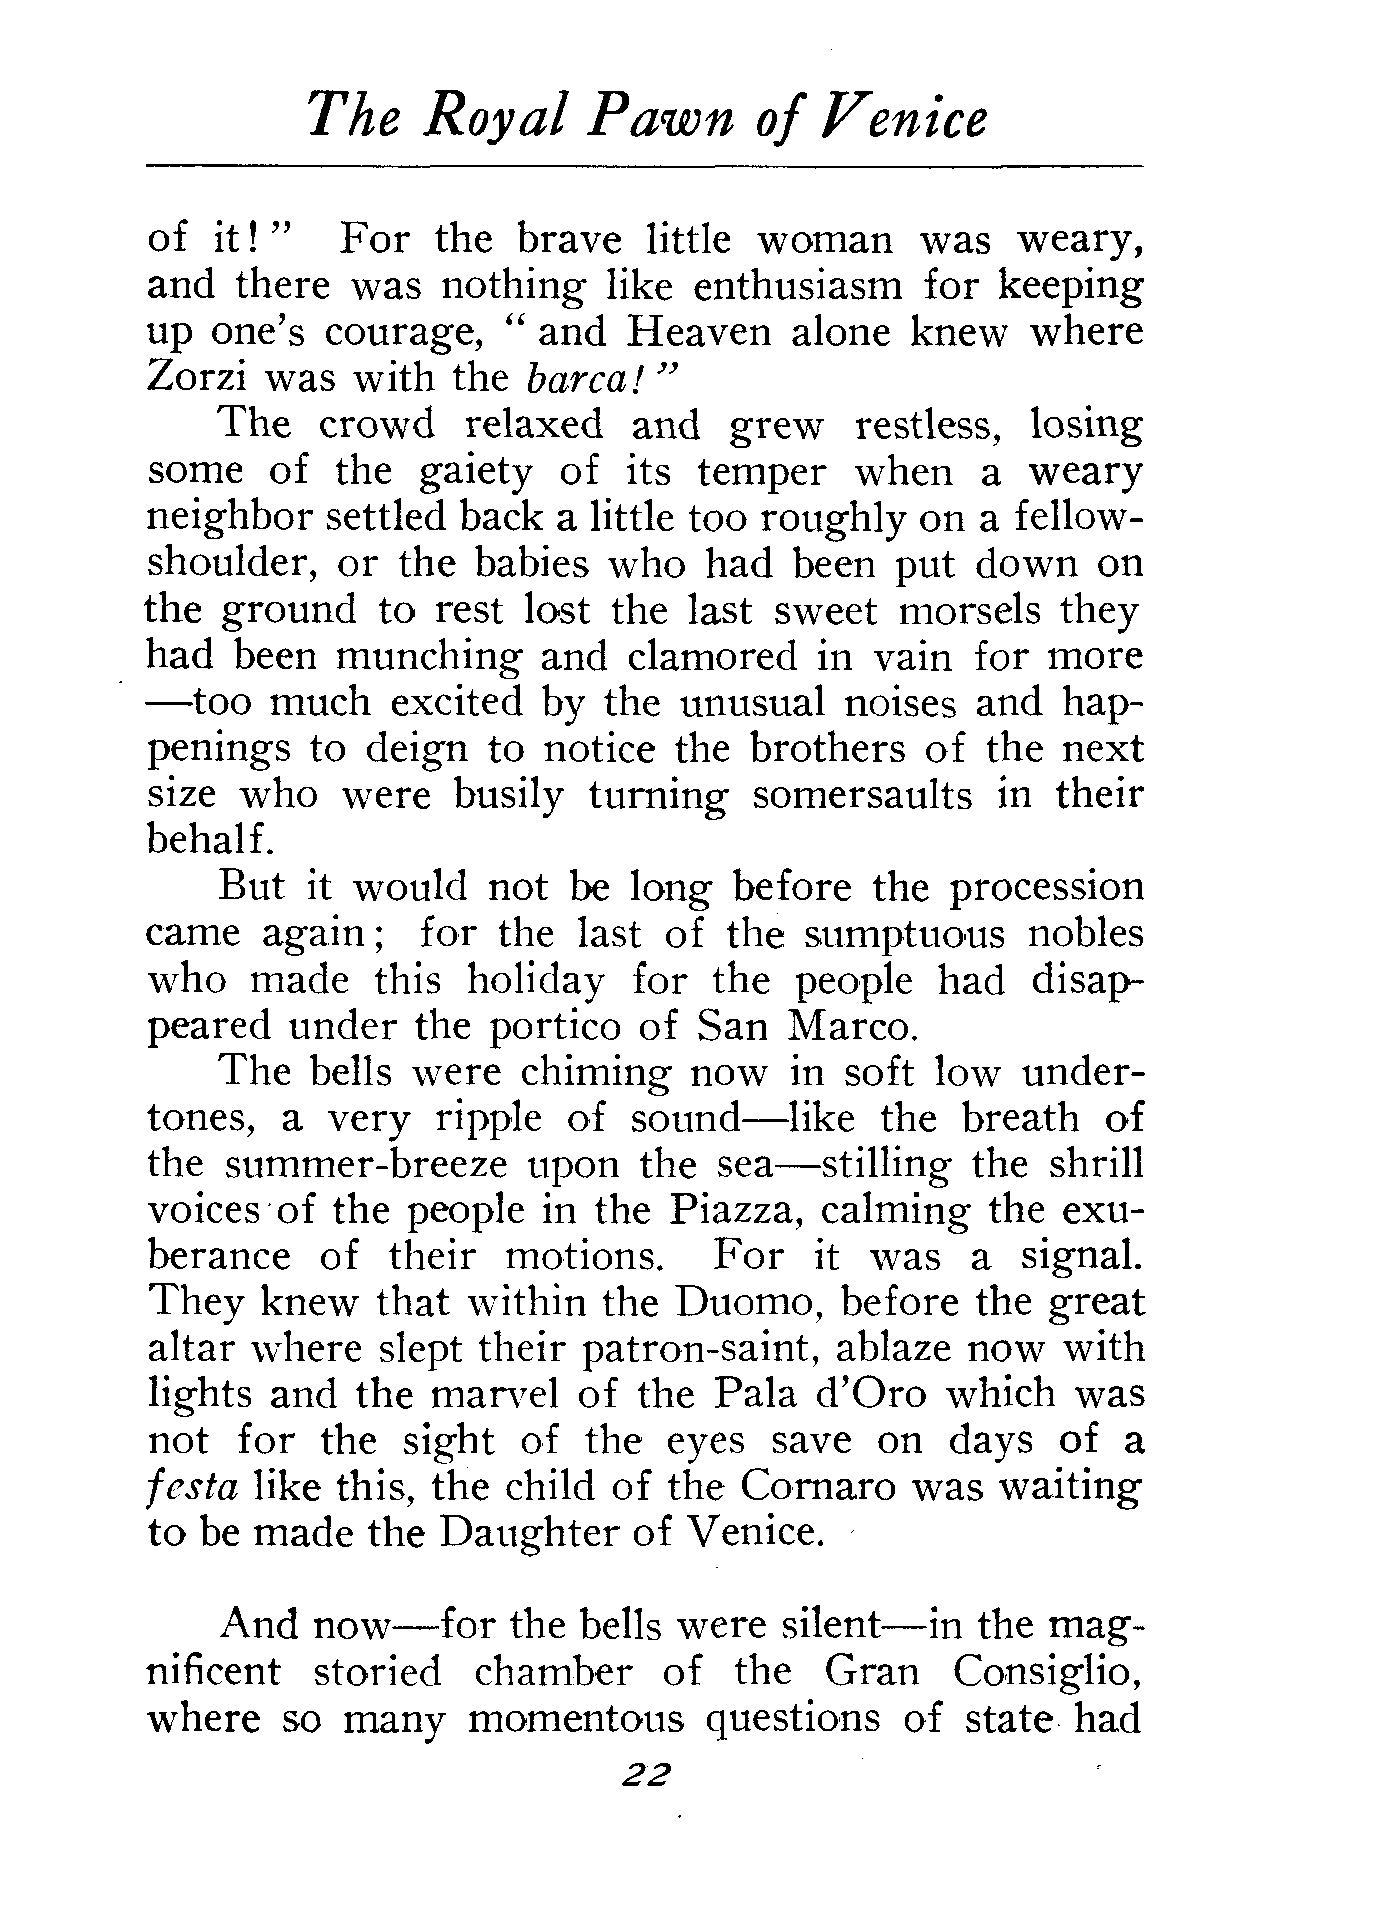 The Royal Pawn of Venice
of it!” For the brave little woman was weary,
and there was nothing like enthusiasm for keeping
up one’s courage, “and Heaven alone knew where
Zorzi was with the barca!”
The crowd relaxed and grew restless, losing
some of the gaiety of its temper when a weary
neighbor settled back a little too roughly on a fellow-
shoulder, or the babies who had been put down on
the ground to rest lost the last sweet morsels they
had been munching and clamored in vain for more
—too much excited by the unusual noises and hap-
penings to deign to notice the brothers of the next
size who were busily turning somersaults in their
behalf.
But it would not be long before the procession
came again; for the last of the sumptuous nobles
who made this holiday for the people had disap-
peared under the portico of San Marco.
The bells were chiming now in soft low under-
tones, a very ripple of sound—like the breath of
the summer-breeze upon the sea—stilling the shrill
voices of the people in the Piazza, calming the exu-
berance of their motions. For it was a signal.
They knew that within the Duomo, before the great
altar where slept their patron-saint, ablaze now with
lights and the marvel of the Pala d’Oro which was
not for the sight of the eyes save on days of a
festa like this, the child of the Cornaro was waiting
to be made the Daughter of Venice.
And now—for the bells were silent—in the mag-
nificent storied chamber of the Gran Consiglio,
where so many momentous questions of state had
22